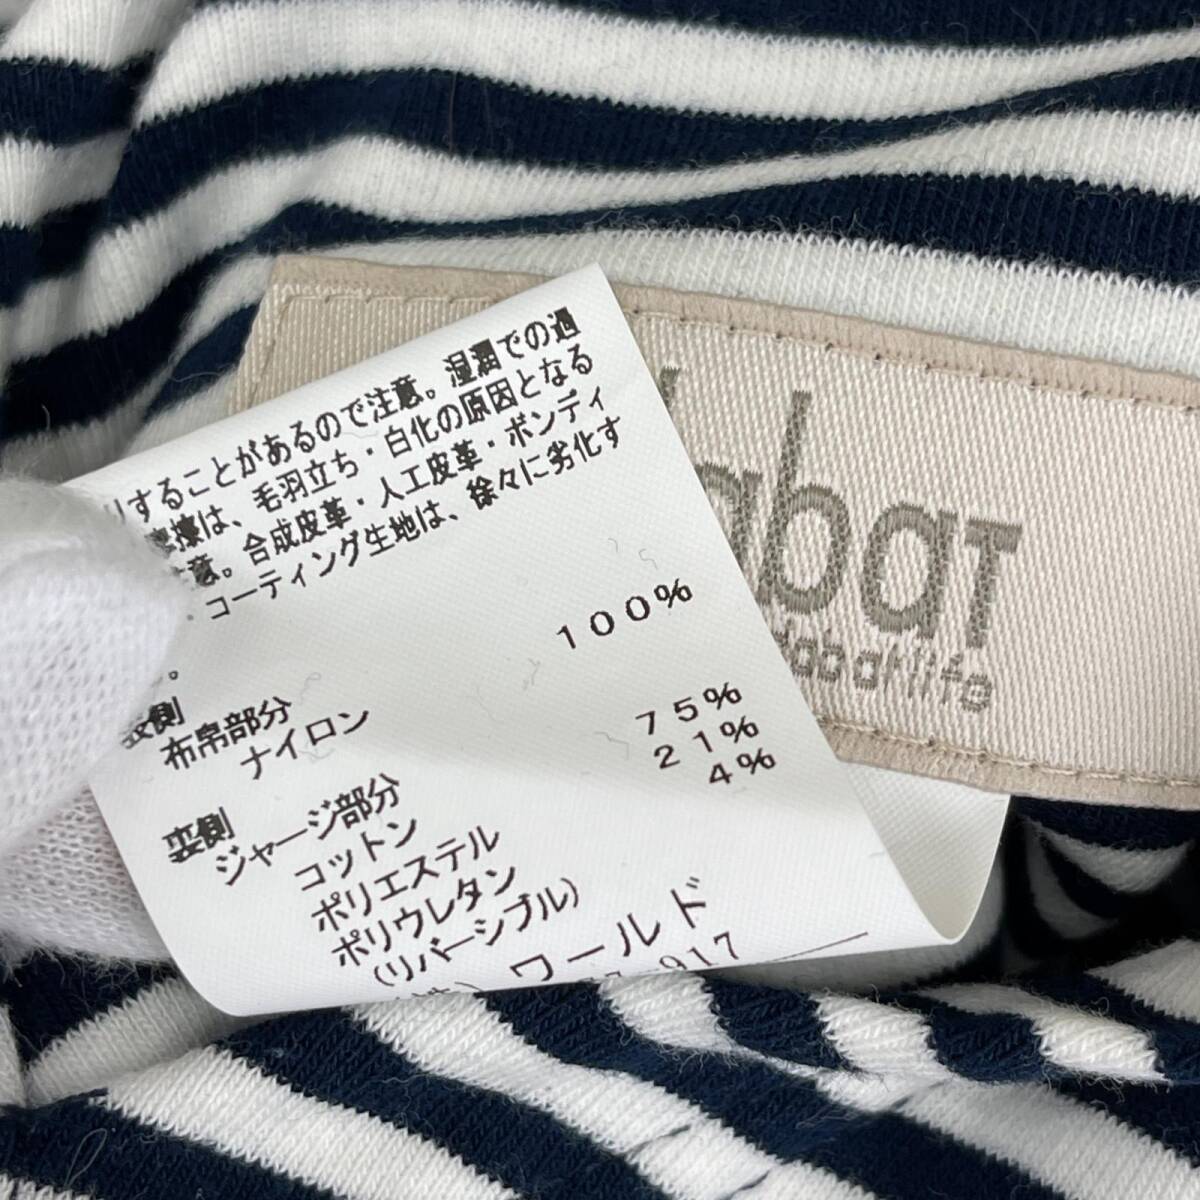 することがあるので注意。湿潤での過
擦は、毛羽立ち・白化の原因となる
意。合成皮革・人工皮革・ボンディ
・コーティング生地は、徐々に劣化す
。
側
布帛部分
ナイロン 100%
裏側
ジャージ部分
コットン 75%
ポリエステル 21%
ポリウレタン 4%
(リバーシブル)
ワールド
917
bat
at life